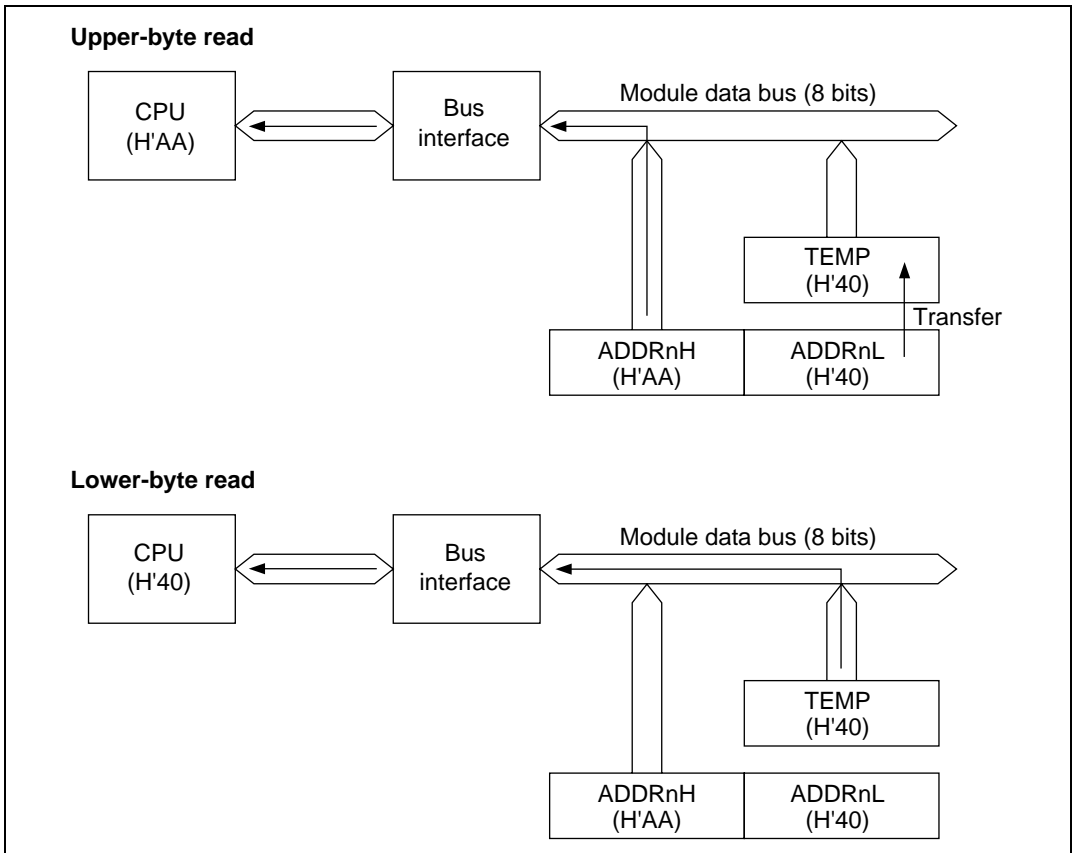 Upper-byte read
CPU
(H'AA)
Bus
interface
Module data bus (8 bits)
TEMP
(H'40)
Transfer
ADDRnH
(H'AA)
ADDRnL
(H'40)
Lower-byte read
CPU
(H'40)
Bus
interface
Module data bus (8 bits)
TEMP
(H'40)
ADDRnH
(H'AA)
ADDRnL
(H'40)